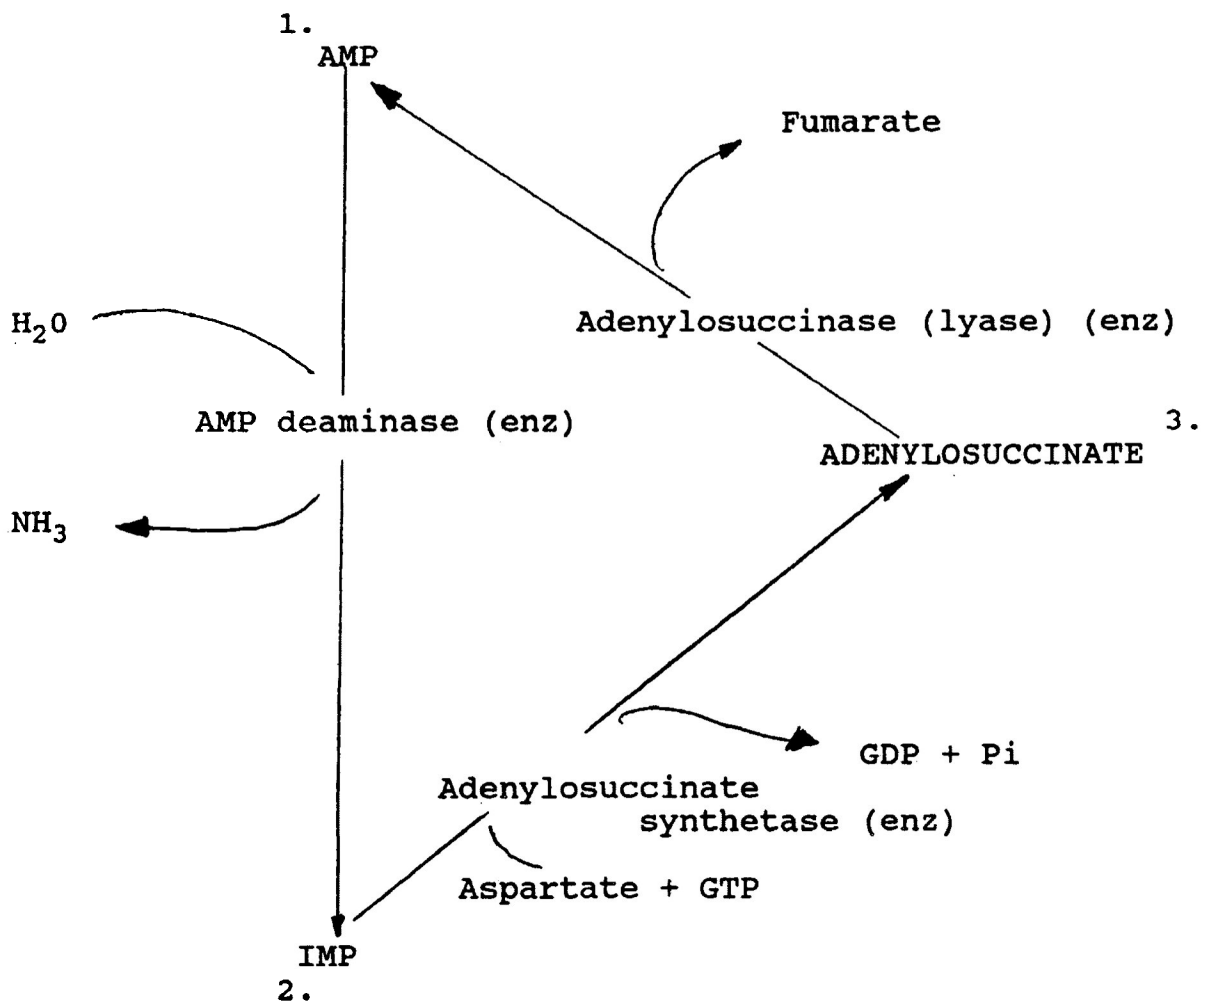 1.
AMP
Fumarate
H₂O
Adenylosuccinase (lyase) (enz)
AMP deaminase (enz)
3.
ADENYLOSUCCINATE
NH₃
GDP + Pi
Adenylosuccinate
synthetase (enz)
Aspartate + GTP
IMP
2.